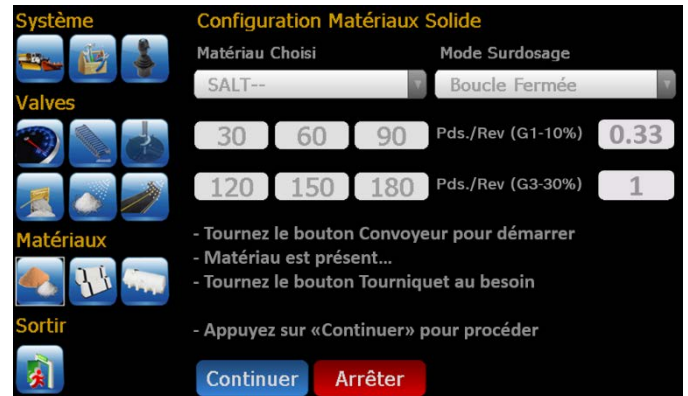 Système
Valves
Matériaux
Sortir
Configuration Matériaux Solide
Matériau Choisi Mode Surdosage
SALT-- Boucle Fermée
30 60 90 Pds./Rev (G1-10%) 0.33
120 150 180 Pds./Rev (G3-30%) 1
- Tournez le bouton Convoyeur pour démarrer
- Matériau est présent...
- Tournez le bouton Tourniquet au besoin
- Appuyez sur «Continuer» pour procéder
Continuer Arrêter